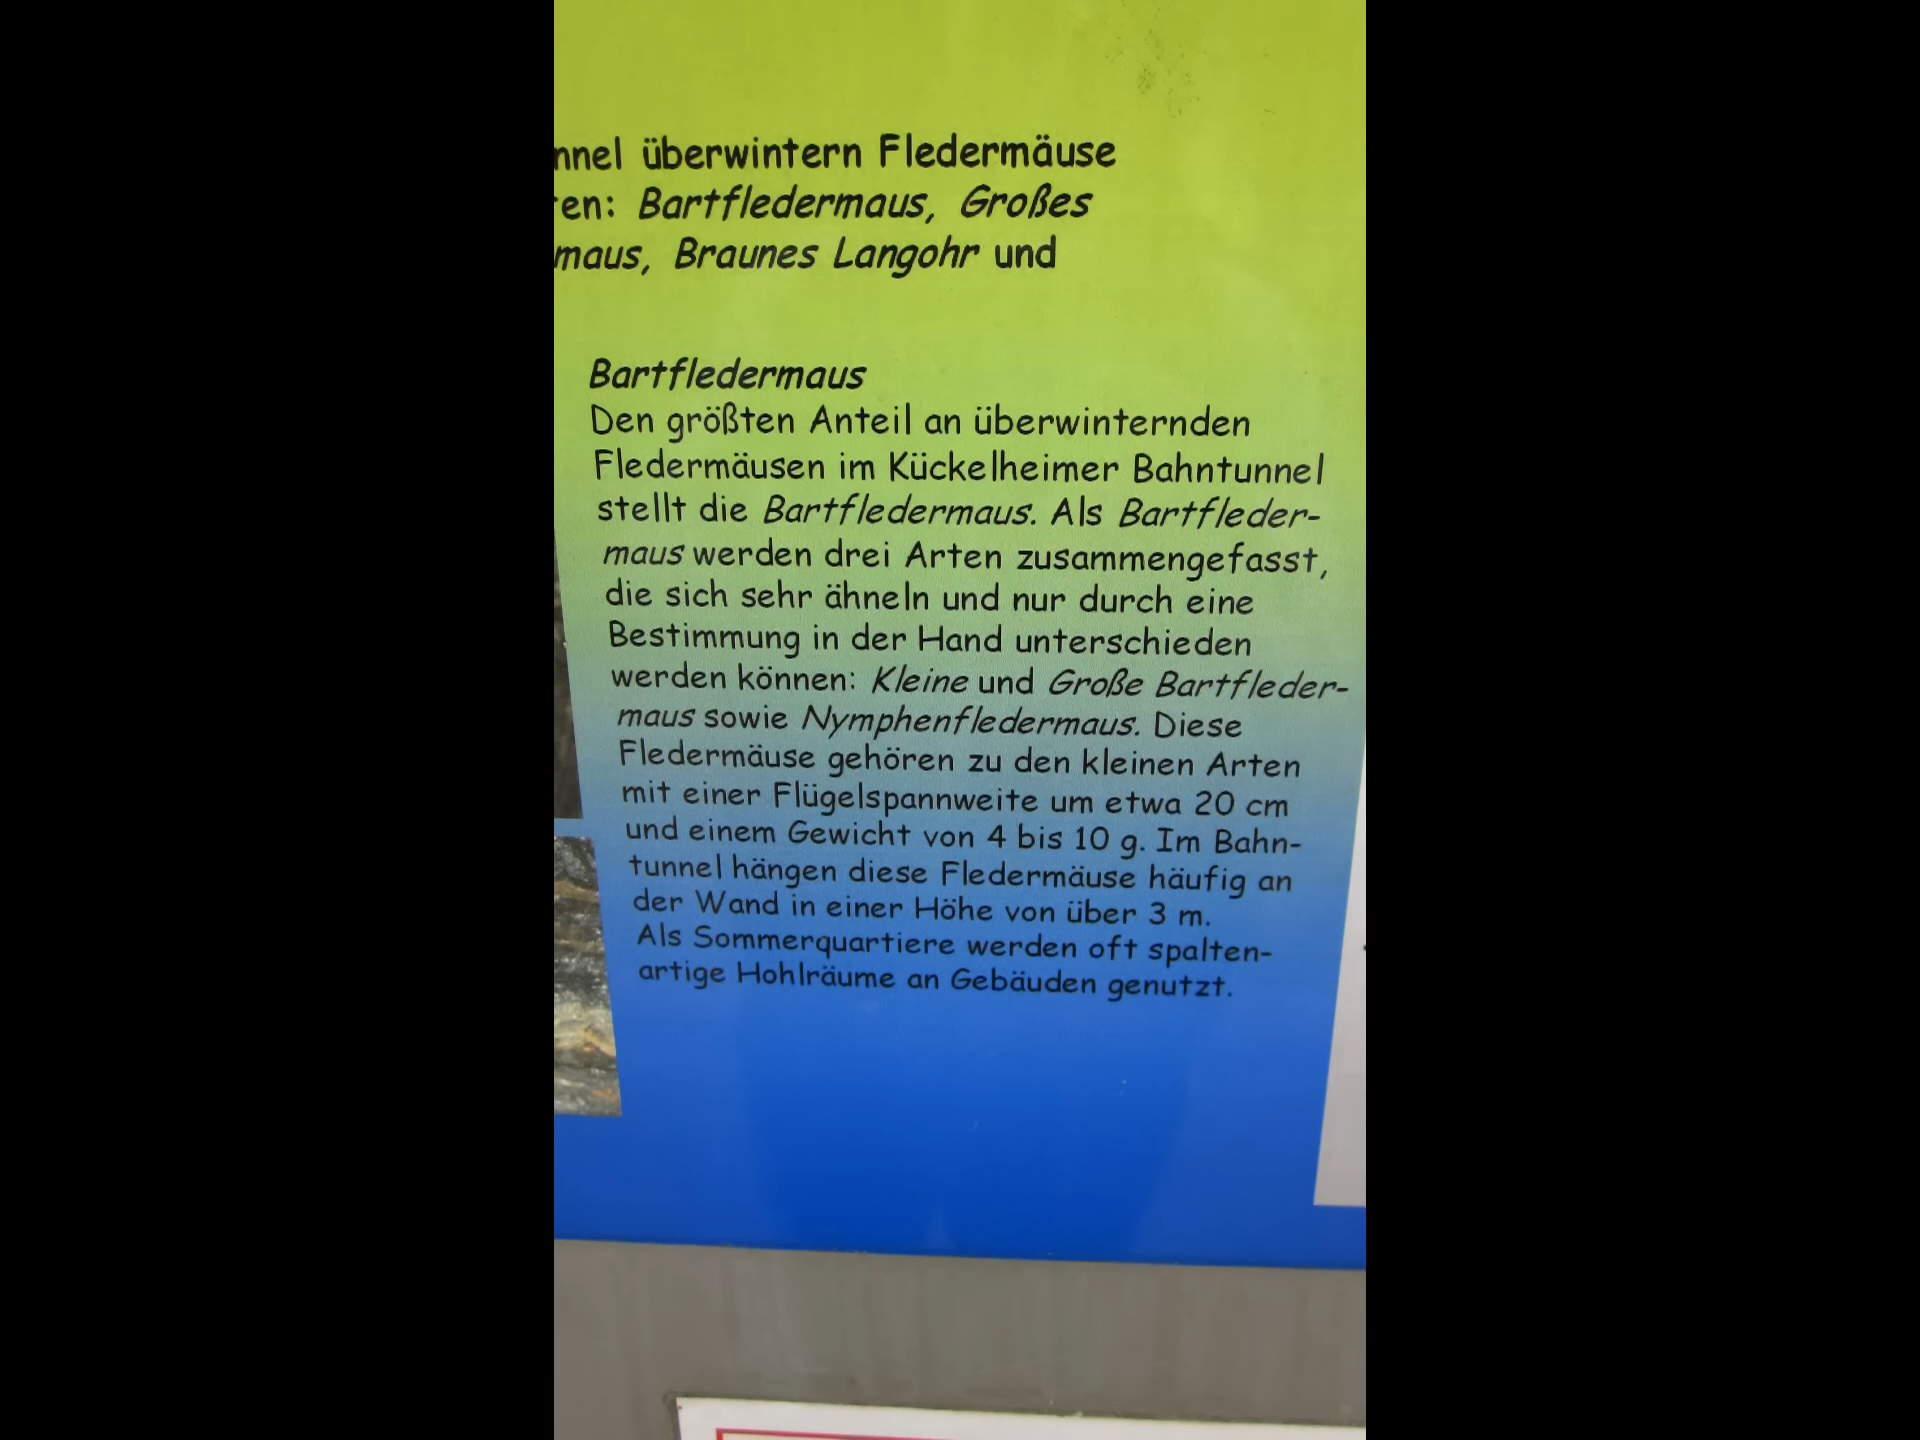 nnel überwintern Fledermäuse
en: Bartfledermaus, Großes
maus, Braunes Langohr und
Bartfledermaus
Den größten Anteil an überwinternden
Fledermäusen im Kückelheimer Bahntunnel
stellt die Bartfledermaus. Als Bartfleder-
maus werden drei Arten zusammengefasst,
die sich sehr ähneln und nur durch eine
Bestimmung in der Hand unterschieden
werden können: Kleine und Große Bartfleder-
maus sowie Nymphenfledermaus. Diese
Fledermäuse gehören zu den kleinen Arten
mit einer Flügelspannweite um etwa 20 cm
und einem Gewicht von 4 bis 10 g. Im Bahn-
tunnel hängen diese Fledermäuse häufig an
der Wand in einer Höhe von über 3 m.
Als Sommerquartiere werden oft spalten-
artige Hohlräume an Gebäuden genutzt.